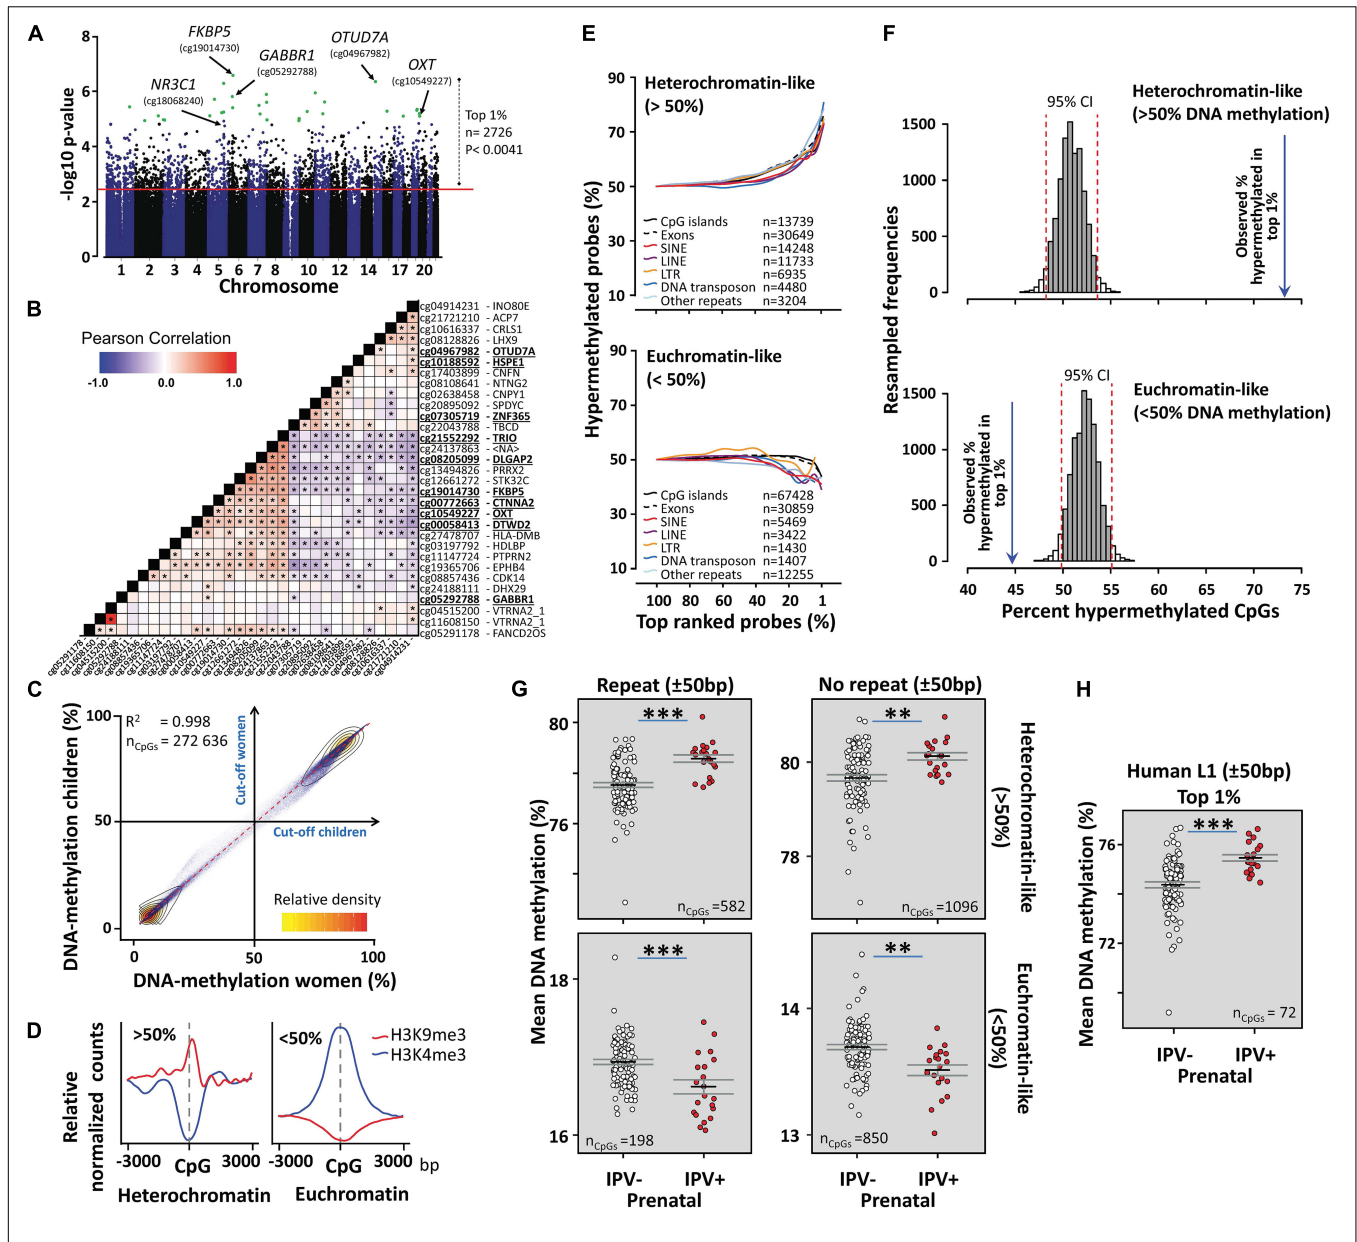 A
-log10 p-value
8
6
4
2
0
FKBP5
(cg19014730)
GABBR1
(cg05292788)
OTUD7A
(cg04967982)
OXT
(cg10549227)
NR3C1
(cg18068240)
Top 1%
n= 2726
P< 0.0041
1 2 3 4 5 6 7 8 10 12 14 17 20
Chromosome
B
Pearson Correlation
-1.0 0.0 1.0
cg04914231 - INO80E
cg21721210 - ACP7
cg10616337 - CRLS1
cg08128826 - LHX9
cg04967982 - OTUD7A
cg10188592 - HSPE1
cg17403899 - CNFN
cg08108641 - NTNG2
cg02638458 - CNPY1
cg20895092 - SPDYC
cg07305719 - ZNF365
cg22043788 - TBCD
cg21552292 - TRIO
cg24137863 - <NA>
cg08205099 - DLGAP2
cg13494826 - PRRX2
cg12661272 - STK32C
cg19014730 - FKBP5
cg00772663 - CTNNA2
cg10549227 - OXT
cg00058413 - DTWD2
cg27478707 - HLA-DMB
cg03197792 - HDLBP
cg11147724 - PTPRN2
cg19365706 - EPHB4
cg08857436 - CDK14
cg24188111 - DHX29
cg05292788 - GABBR1
cg04515200 - VTRNA2_1
cg11608150 - VTRNA2_1
cg05291178 - FANCD2OS
C
DNA-methylation children (%)
100
50
0
R2 = 0.998
nCpGs = 272 636
Cut-off women
Cut-off children
Relative density
0 50 100
DNA-methylation women (%)
D
Relative
normalized counts
>50%
<50%
H3K9me3
H3K4me3
-3000 CpG 3000
-3000 CpG 3000 bp
Heterochromatin
Euchromatin
E
Hypermethylated probes (%)
90
70
50
30
10
Heterochromatin-like
(> 50%)
CpG islands n=13739
Exons n=30649
SINE n=14248
LINE n=11733
LTR n=6935
DNA transposon n=4480
Other repeats n=3204
90
70
50
30
10
Euchromatin-like
(< 50%)
CpG islands n=67428
Exons n=30859
SINE n=5469
LINE n=3422
LTR n=1430
DNA transposon n=1407
Other repeats n=12255
100 80 60 40 20 1
Top ranked probes (%)
F
Resampled frequencies
1500
1000
500
0
95% CI
Heterochromatin-like
(>50% DNA methylation)
Observed %
hypermethylated in
top 1%
1500
1000
500
0
95% CI
Euchromatin-like
(<50% DNA methylation)
Observed %
hypermethylated in
top 1%
40 45 50 55 60 65 70 75
Percent hypermethylated CpGs
G
Mean DNA methylation (%)
Repeat (±50bp)
No repeat (±50bp)
80
76
***
nCpGs =582
80
78
**
nCpGs =1096
Heterochromatin-like
(>50%)
18
16
***
nCpGs =198
14
13
**
nCpGs =850
Euchromatin-like
(<50%)
IPV- IPV+
Prenatal
IPV- IPV+
Prenatal
H
Human L1 (±50bp)
Top 1%
Mean DNA methylation (%)
76
72
***
nCpGs = 72
IPV- IPV+
Prenatal